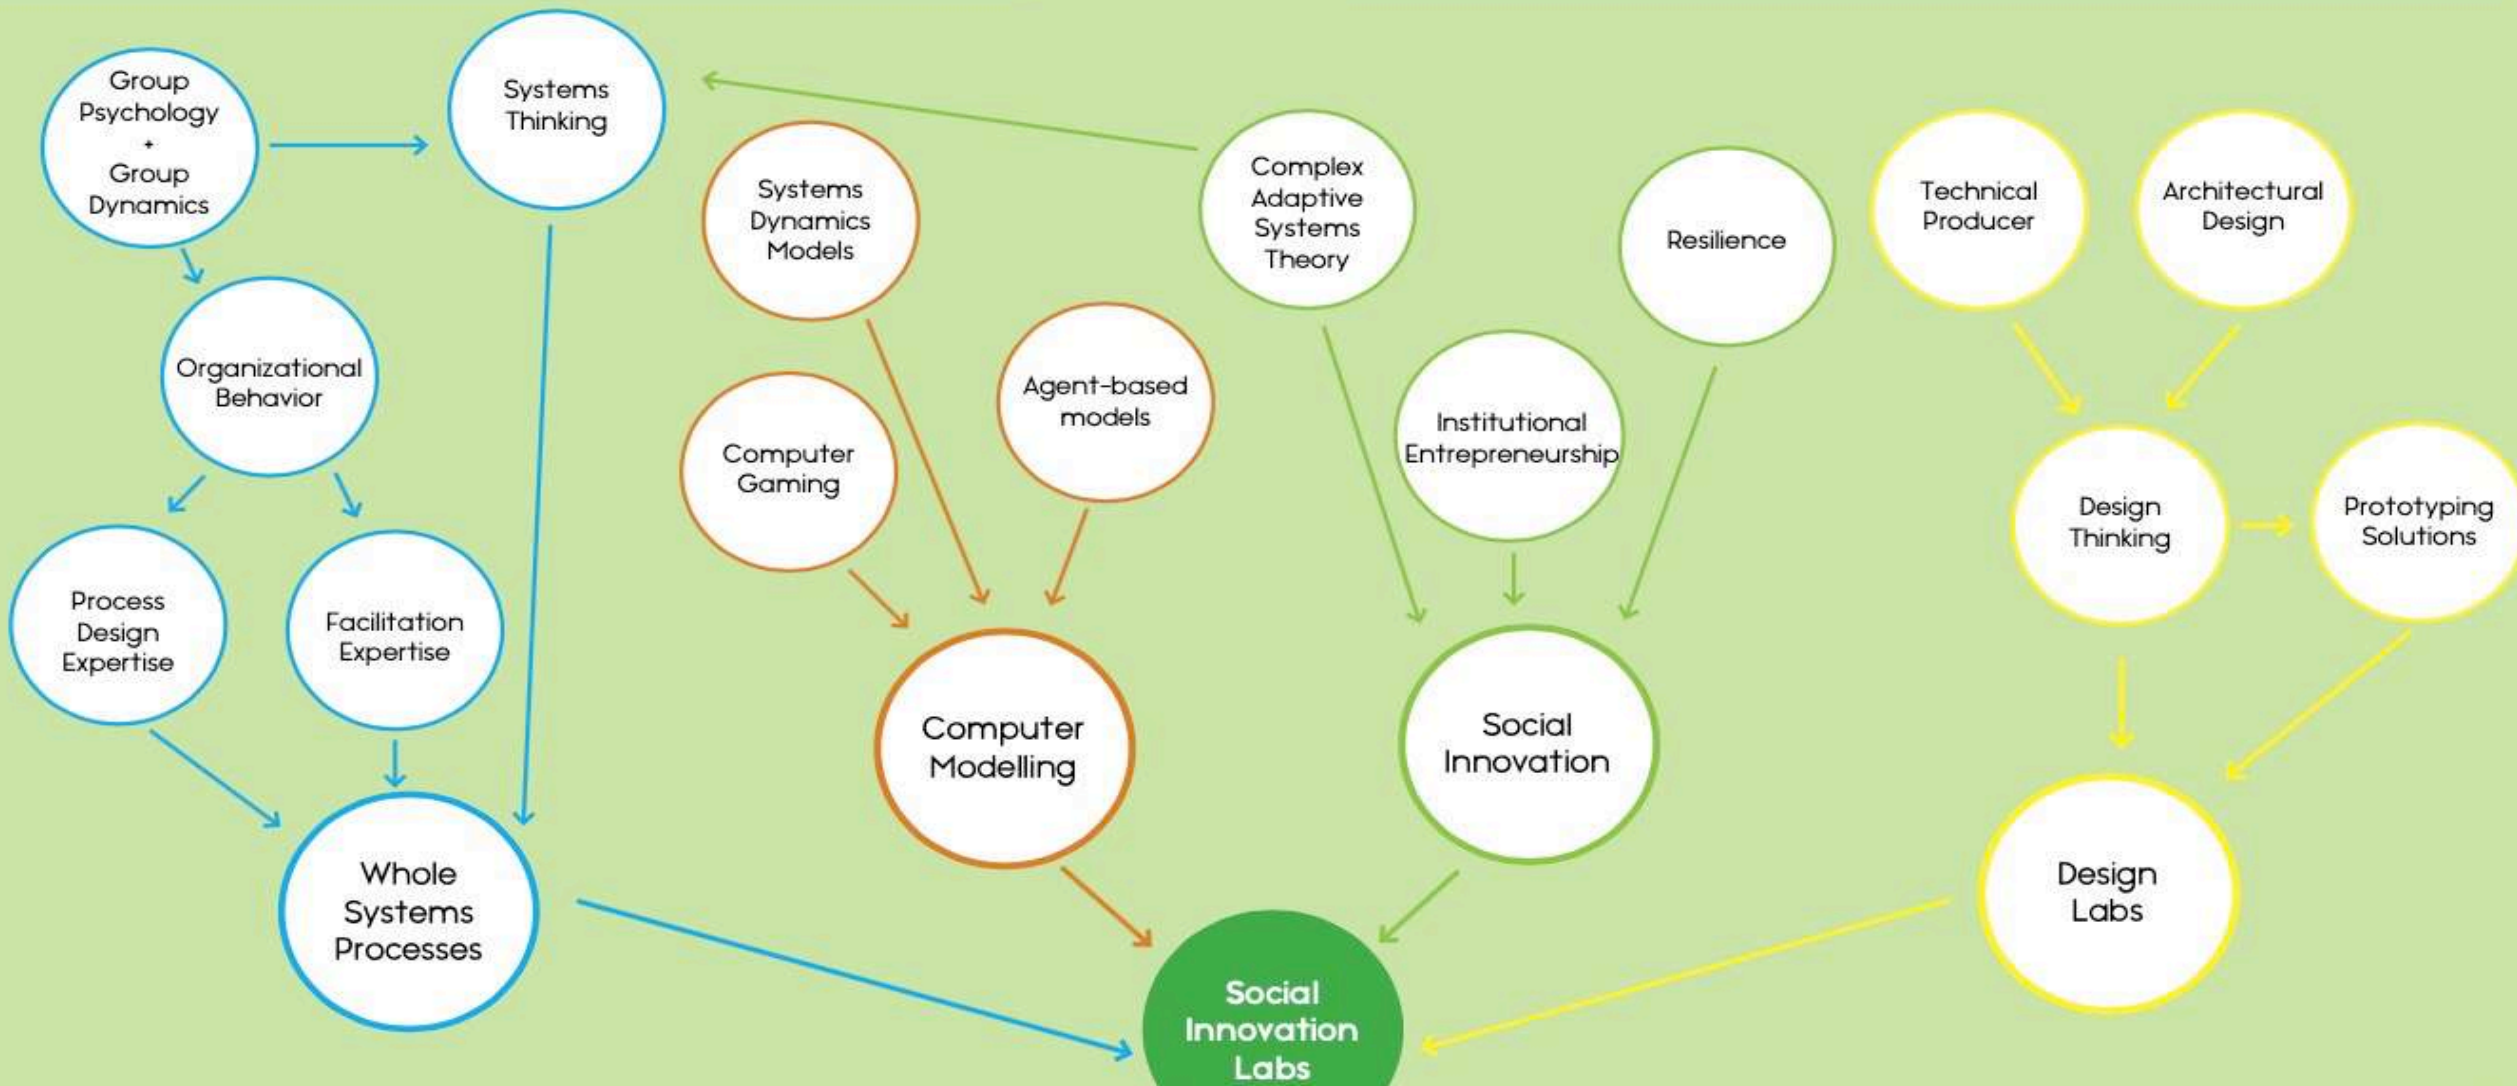 Group
Psychology
+
Group
Dynamics
Systems
Thinking
Organizational
Behavior
Process
Design
Expertise
Facilitation
Expertise
Whole
Systems
Processes
Systems
Dynamics
Models
Computer
Gaming
Agent-based
models
Computer
Modelling
Complex
Adaptive
Systems
Theory
Institutional
Entrepreneurship
Resilience
Social
Innovation
Technical
Producer
Architectural
Design
Design
Thinking
Prototyping
Solutions
Design
Labs
Social
Innovation
Labs